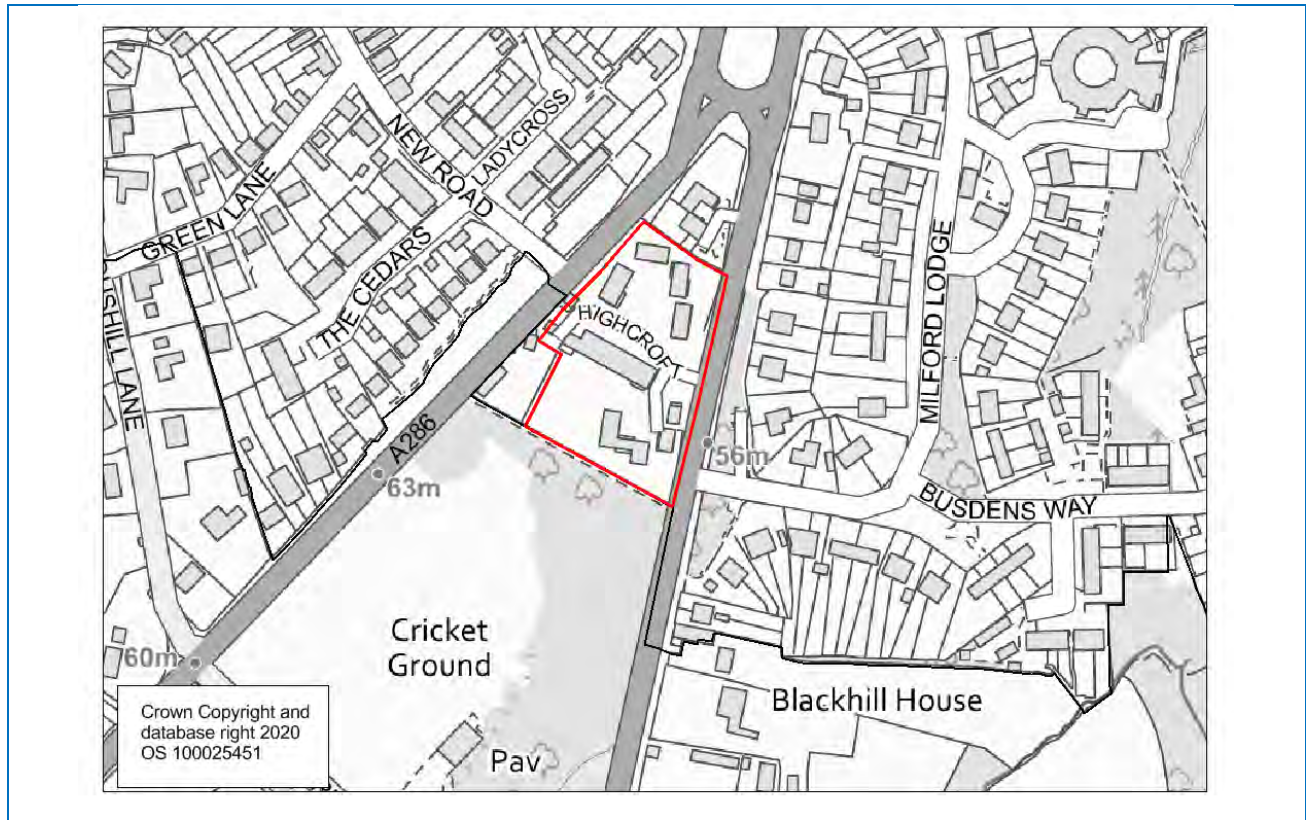 NEW ROAD
LADYCROSS
GREEN LANE
THE CEDARS
USHILL LANE
HIGHCROFT
MILFORD LODGE
A286
63m
56m
BUSDENS WAY
60m
Cricket
Ground
Blackhill House
Pav
Crown Copyright and
database right 2020
OS 100025451